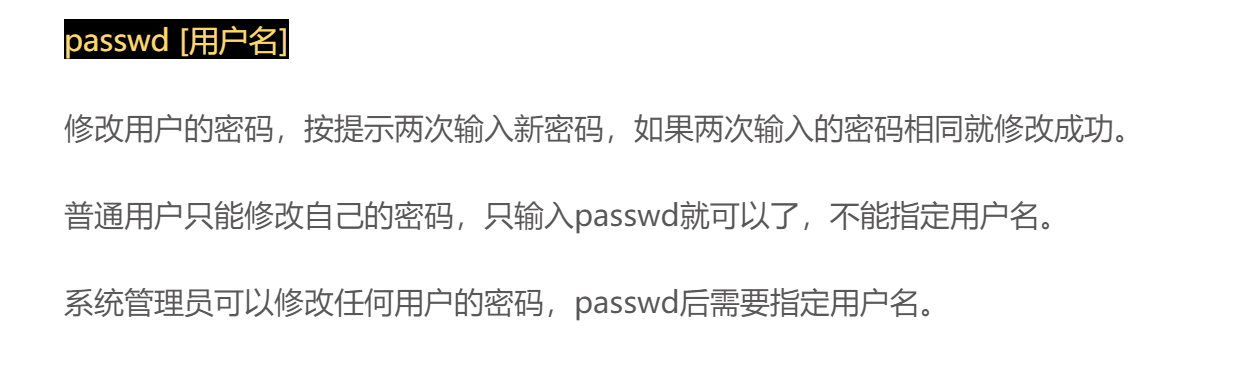 passwd [用户名]
修改用户的密码，按提示两次输入新密码，如果两次输入的密码相同就修改成功。
普通用户只能修改自己的密码，只输入passwd就可以了，不能指定用户名。
系统管理员可以修改任何用户的密码，passwd后需要指定用户名。